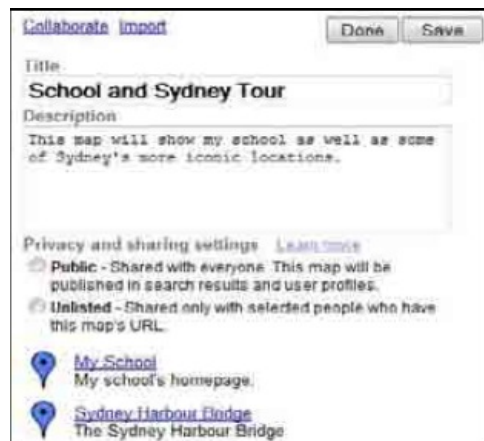 Collaborate Import Done Save
Title
School and Sydney Tour
Description
This map will show my school as well as some
of Sydney's more iconic locations.
Privacy and sharing settings Learn more
Public - Shared with everyone. This map will be
published in search results and user profiles.
Unlisted - Shared only with selected people who have
this map's URL.
My School
My school's homepage.
Sydney Harbour Bridge
The Sydney Harbour Bridge